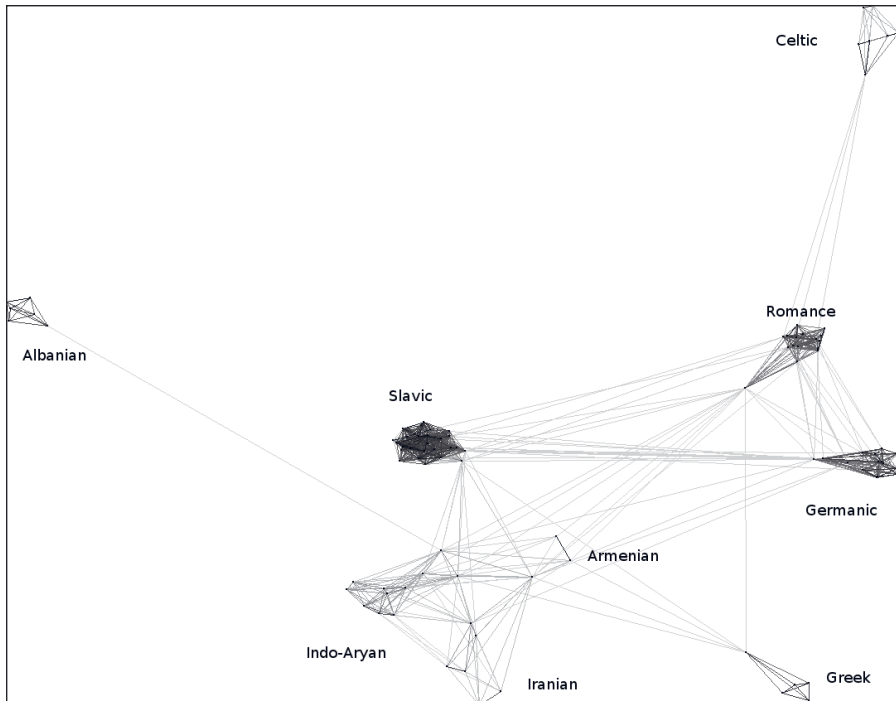 Celtic
Romance
Albanian
Slavic
Germanic
Armenian
Indo-Aryan
Iranian
Greek